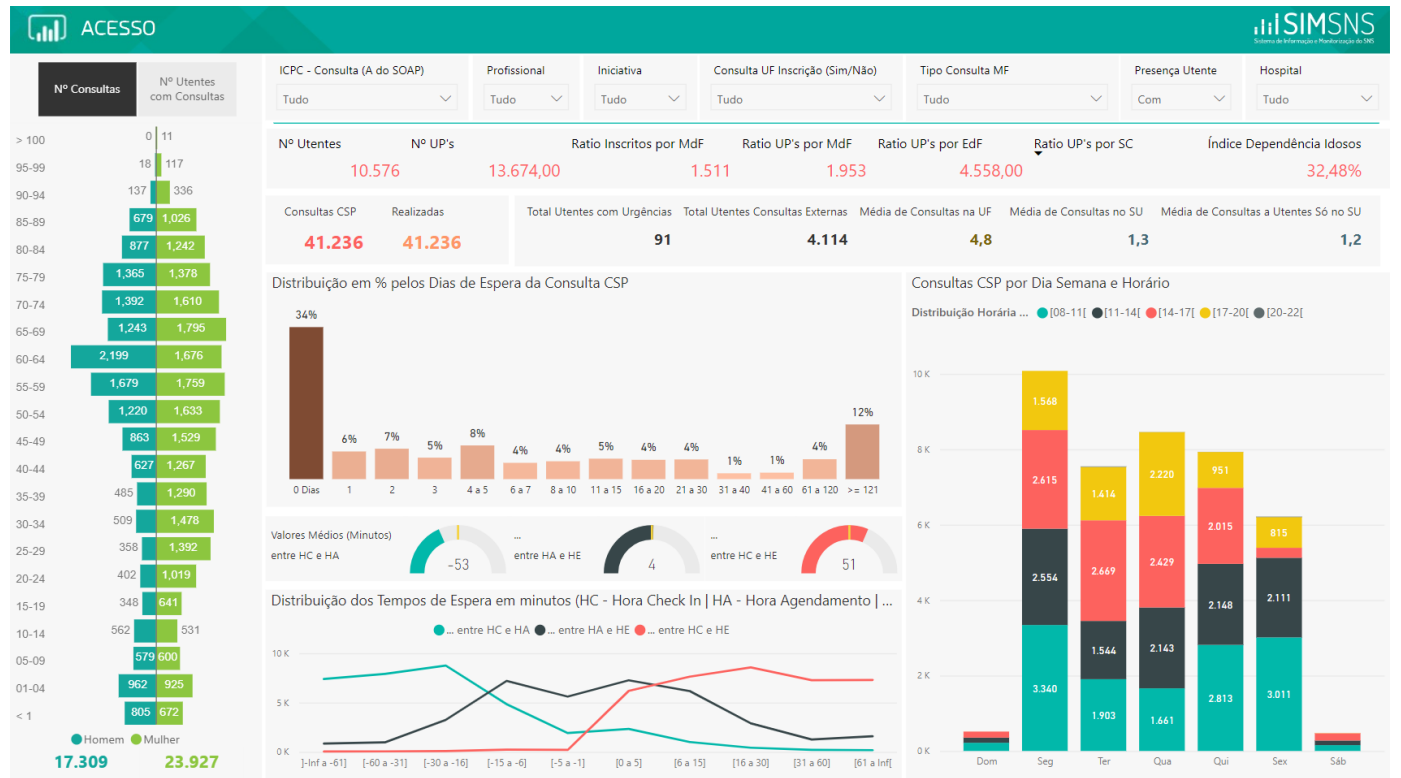 ACESSO
SIMSNS
Sistema de Informação e Monitorização do SNS
Nº Consultas
Nº Utentes
com Consultas
> 100 0 11
95-99 18 117
90-94 137 336
85-89 679 1,026
80-84 877 1,242
75-79 1,365 1,378
70-74 1,392 1,610
65-69 1,243 1,795
60-64 2,199 1,676
55-59 1,679 1,759
50-54 1,220 1,633
45-49 863 1,529
40-44 627 1,267
35-39 485 1,290
30-34 509 1,478
25-29 358 1,392
20-24 402 1,019
15-19 348 641
10-14 562 531
05-09 579 600
01-04 962 925
< 1 805 672
Homem Mulher
17.309 23.927
ICPC - Consulta (A do SOAP) Profissional Iniciativa Consulta UF Inscrição (Sim/Não) Tipo Consulta MF Presença Utente Hospital
Tudo Tudo Tudo Tudo Tudo Com Tudo
Nº Utentes Nº UP's Ratio Inscritos por MdF Ratio UP's por MdF Ratio UP's por EdF Ratio UP's por SC Índice Dependência Idosos
10.576 13.674,00 1.511 1.953 4.558,00 32,48%
Consultas CSP Realizadas
41.236 41.236
Total Utentes com Urgências Total Utentes Consultas Externas Média de Consultas na UF Média de Consultas no SU Média de Consultas a Utentes Só no SU
91 4.114 4,8 1,3 1,2
Distribuição em % pelos Dias de Espera da Consulta CSP
34% 6% 7% 5% 8% 4% 4% 5% 4% 4% 1% 1% 4% 12%
0 Dias 1 2 3 4 a 5 6 a 7 8 a 10 11 a 15 16 a 20 21 a 30 31 a 40 41 a 60 61 a 120 >= 121
Valores Médios (Minutos)
entre HC e HA
-53
...
entre HA e HE
4
...
entre HC e HE
51
Distribuição dos Tempos de Espera em minutos (HC - Hora Check In | HA - Hora Agendamento | ...
... entre HC e HA ... entre HA e HE ... entre HC e HE
10 K
5 K
0 K
]-Inf a -61] [-60 a -31] [-30 a -16] [-15 a -6] [-5 a -1] [0 a 5] [6 a 15] [16 a 30] [31 a 60] [61 a Inf[
Consultas CSP por Dia Semana e Horário
Distribuição Horária ... [08-11[ [11-14[ [14-17[ [17-20[ [20-22[
10 K
8 K
6 K
4 K
2 K
0 K
1.568
2.615
2.554
3.340
1.414
2.669
1.544
1.903
2.220
2.429
2.143
1.661
951
2.015
2.148
2.813
815
2.111
3.011
Dom Seg Ter Qua Qui Sex Sáb